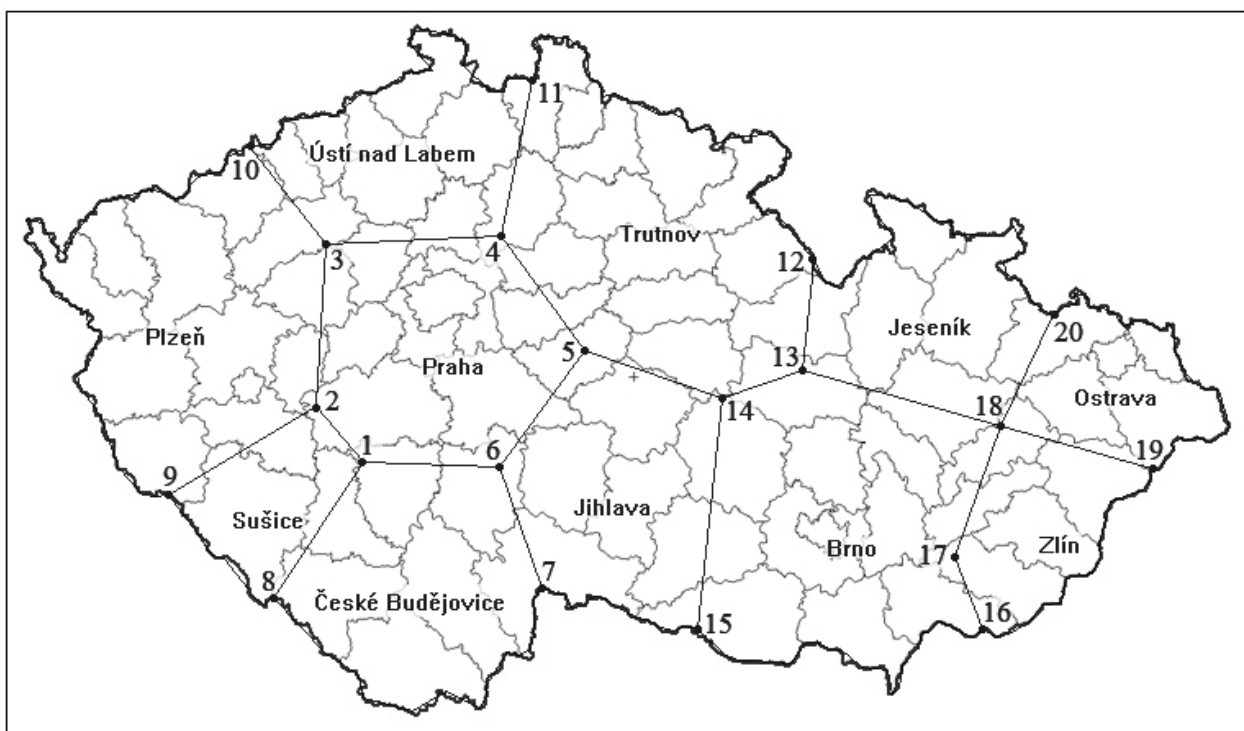 11
10
Ústí nad Labem
3
4
Trutnov
12
20
Plzeň
Jeseník
5
13
Praha
2
14
18
Ostrava
1
6
19
9
Sušice
Jihlava
Brno
17
Zlín
8
7
České Budějovice
15
16